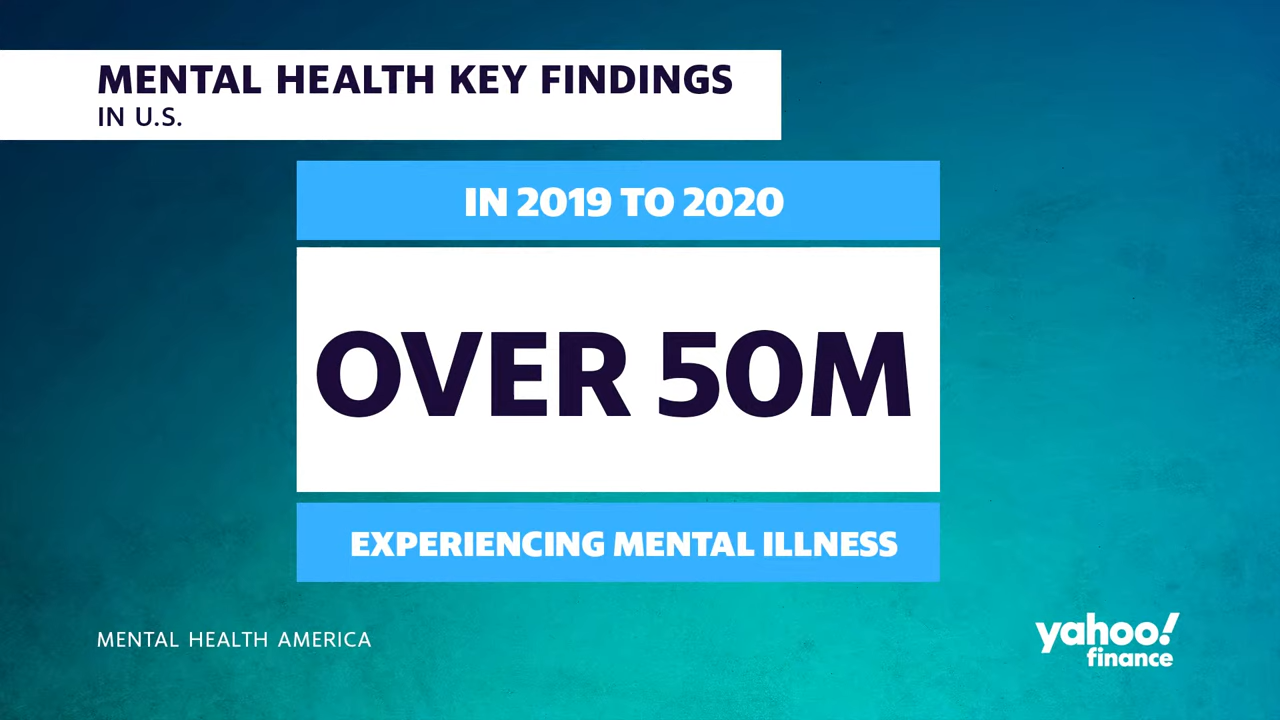 MENTAL HEALTH KEY FINDINGS
IN U.S.
IN 2019 TO 2020
OVER 50M
EXPERIENCING MENTAL ILLNESS
MENTAL HEALTH AMERICA
yahoo!
finance